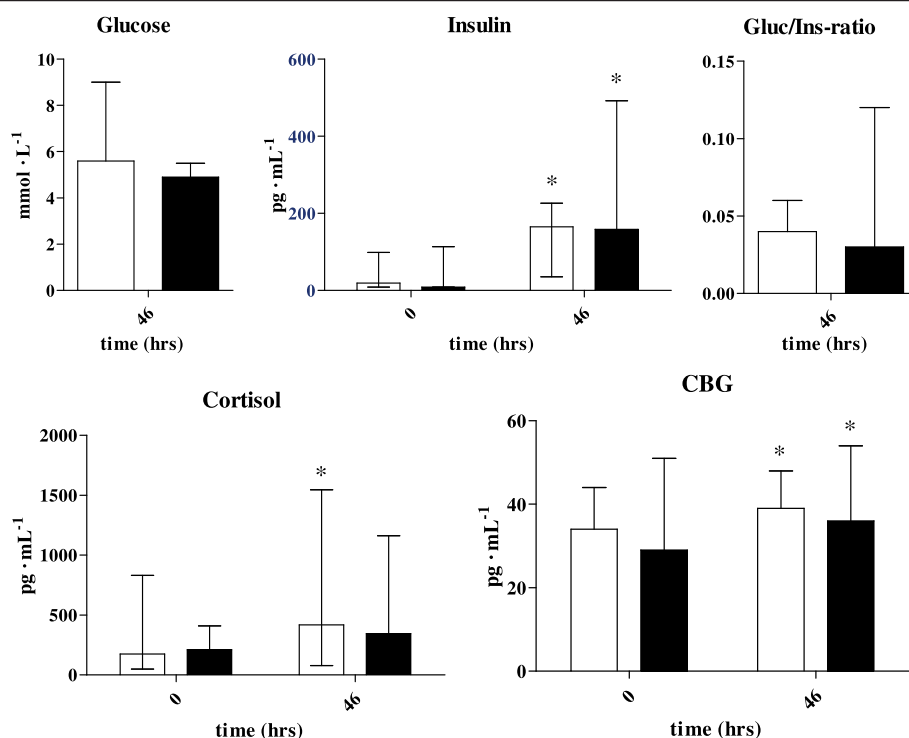 Glucose
10
8
6
4
2
0
mmol · L⁻¹
46
time (hrs)
Insulin
600
400
200
0
pg · mL⁻¹
*
*
0
46
time (hrs)
Gluc/Ins-ratio
0.15
0.10
0.05
0.00
46
time (hrs)
Cortisol
2000
1500
1000
500
0
pg · mL⁻¹
*
0
46
time (hrs)
CBG
60
40
20
0
pg · mL⁻¹
*
*
0
46
time (hrs)